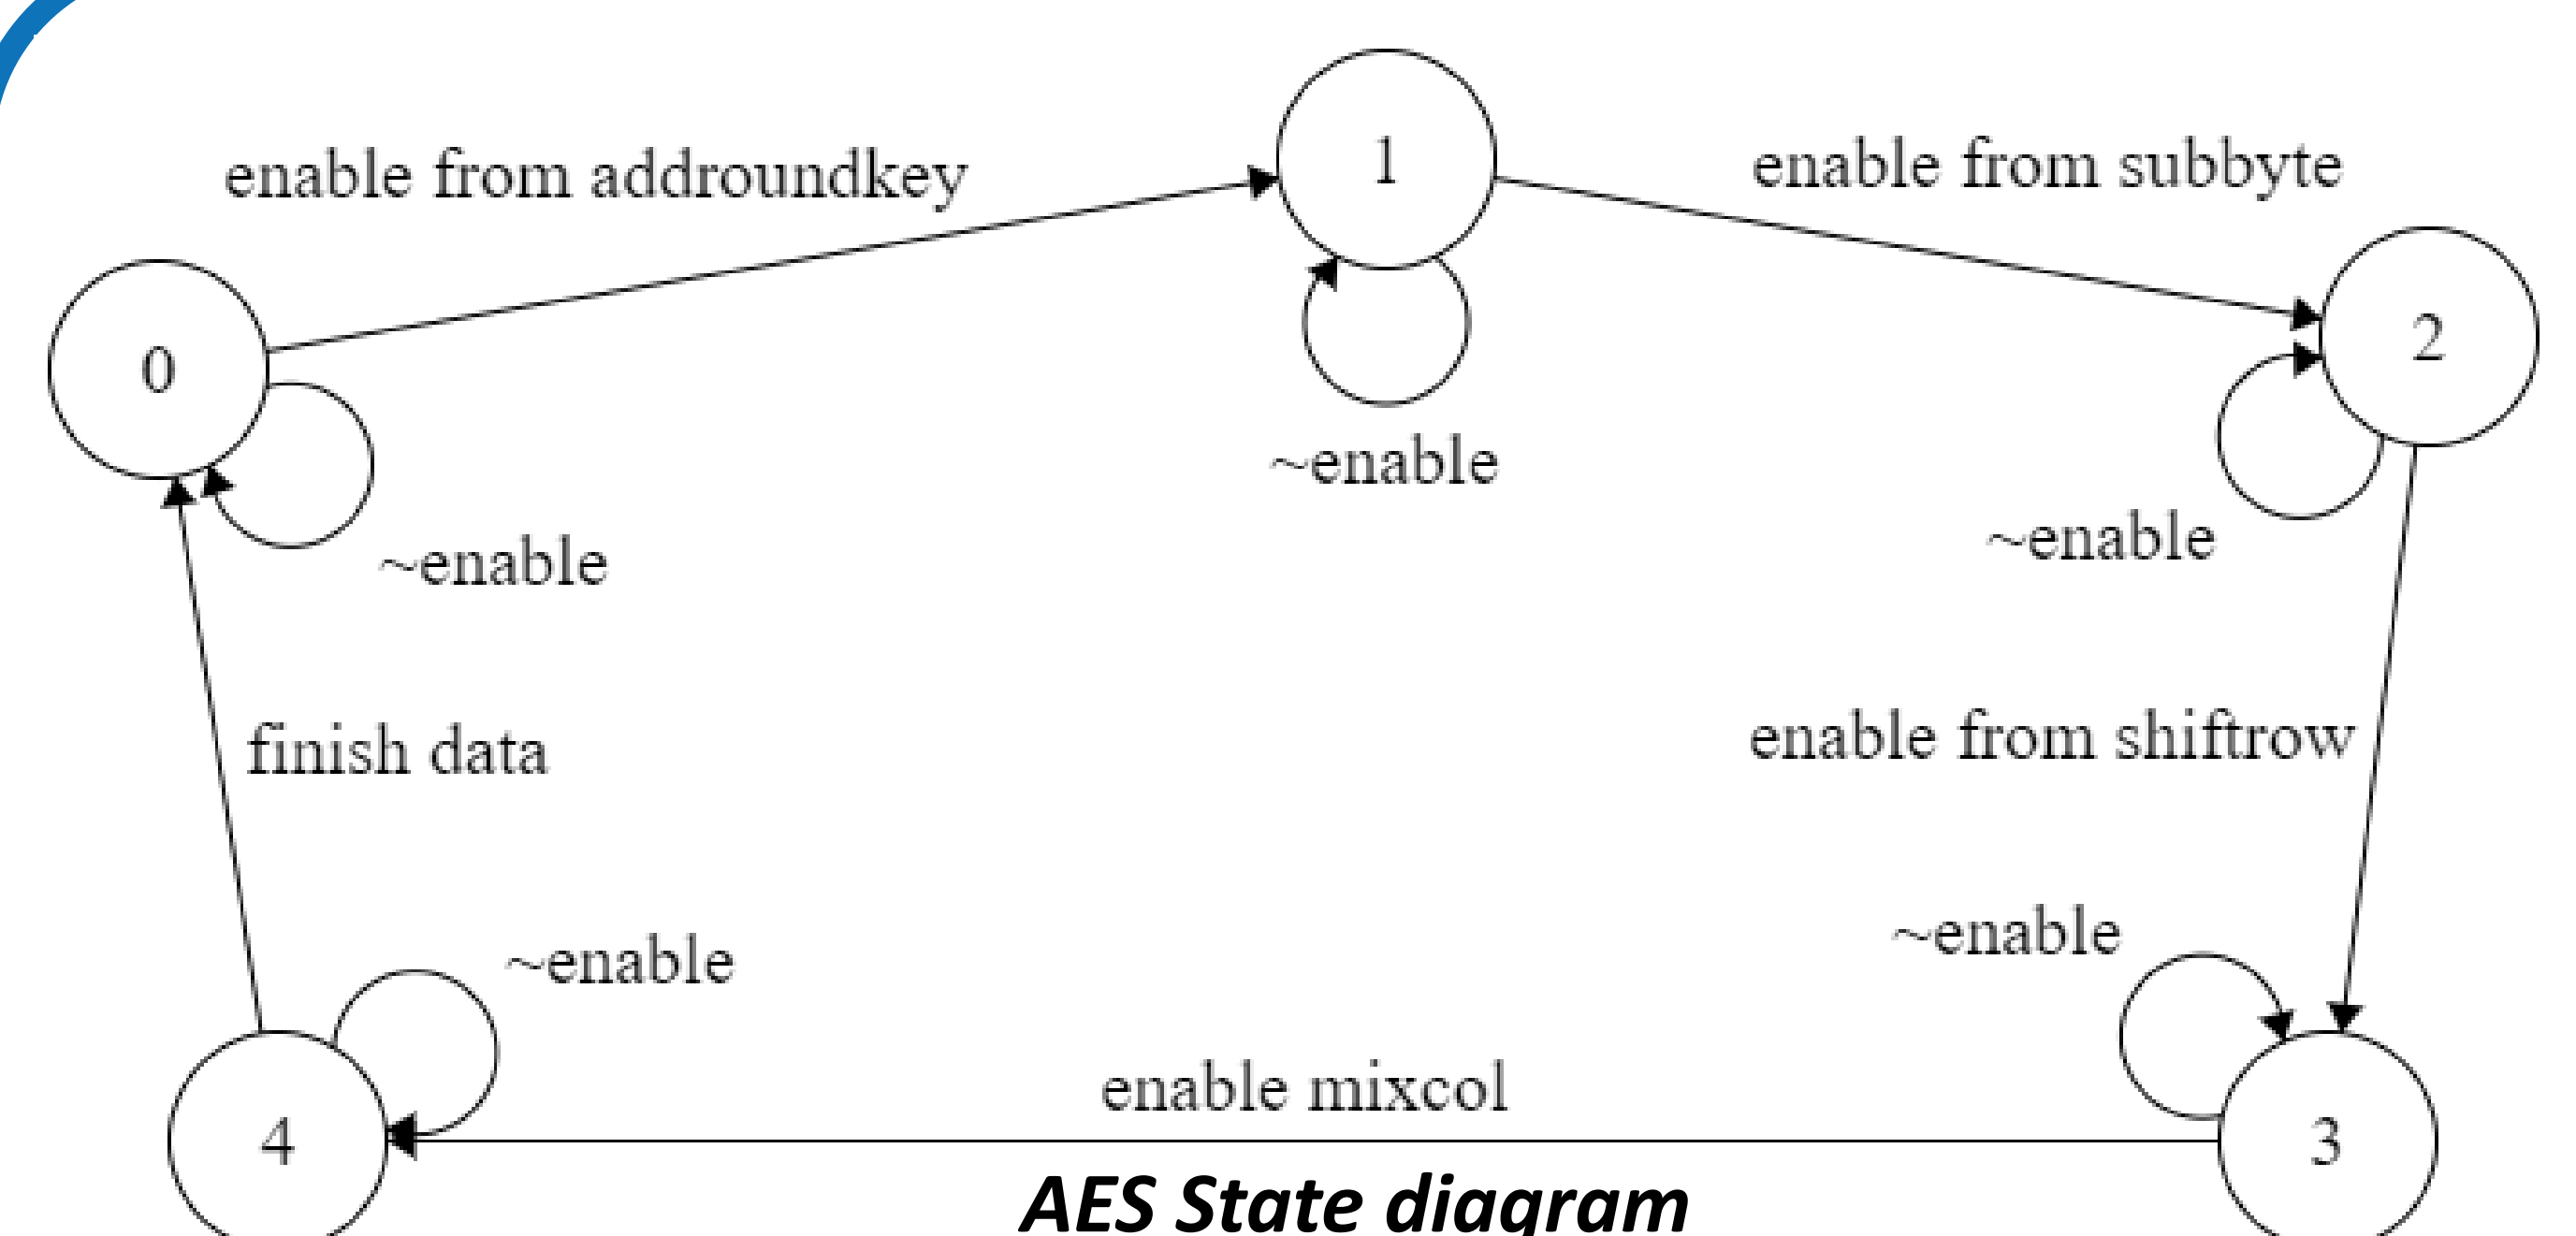 enable from addroundkey
1
enable from subbyte
0
2
~enable
~enable
~enable
finish data
enable from shiftrow
~enable
~enable
enable mixcol
4
3
AES State diagram